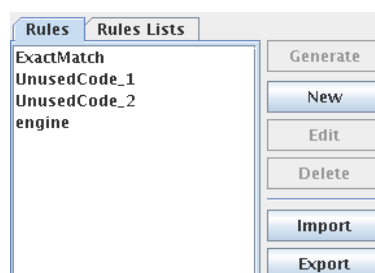 Rules Rules Lists
ExactMatch
UnusedCode_1
UnusedCode_2
engine
Generate
New
Edit
Delete
Import
Export